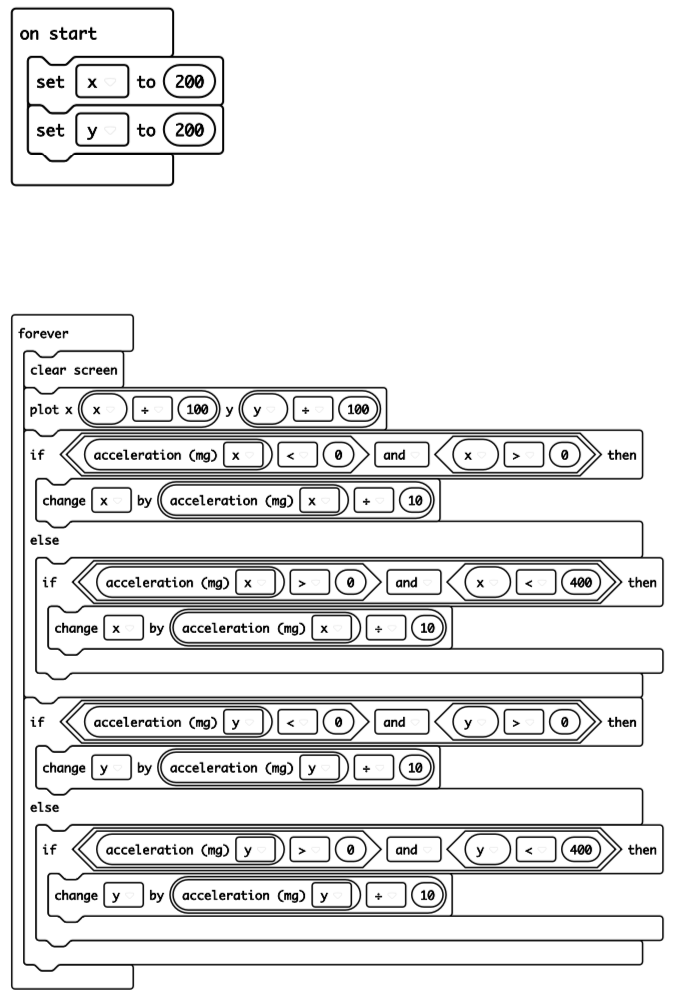 on start
set x to 200
set y to 200
forever
clear screen
plot x x ÷ 100 y y ÷ 100
if acceleration (mg) x < 0 and x > 0 then
change x by acceleration (mg) x ÷ 10
else
if acceleration (mg) x > 0 and x < 400 then
change x by acceleration (mg) x ÷ 10
if acceleration (mg) y < 0 and y > 0 then
change y by acceleration (mg) y ÷ 10
else
if acceleration (mg) y > 0 and y < 400 then
change y by acceleration (mg) y ÷ 10